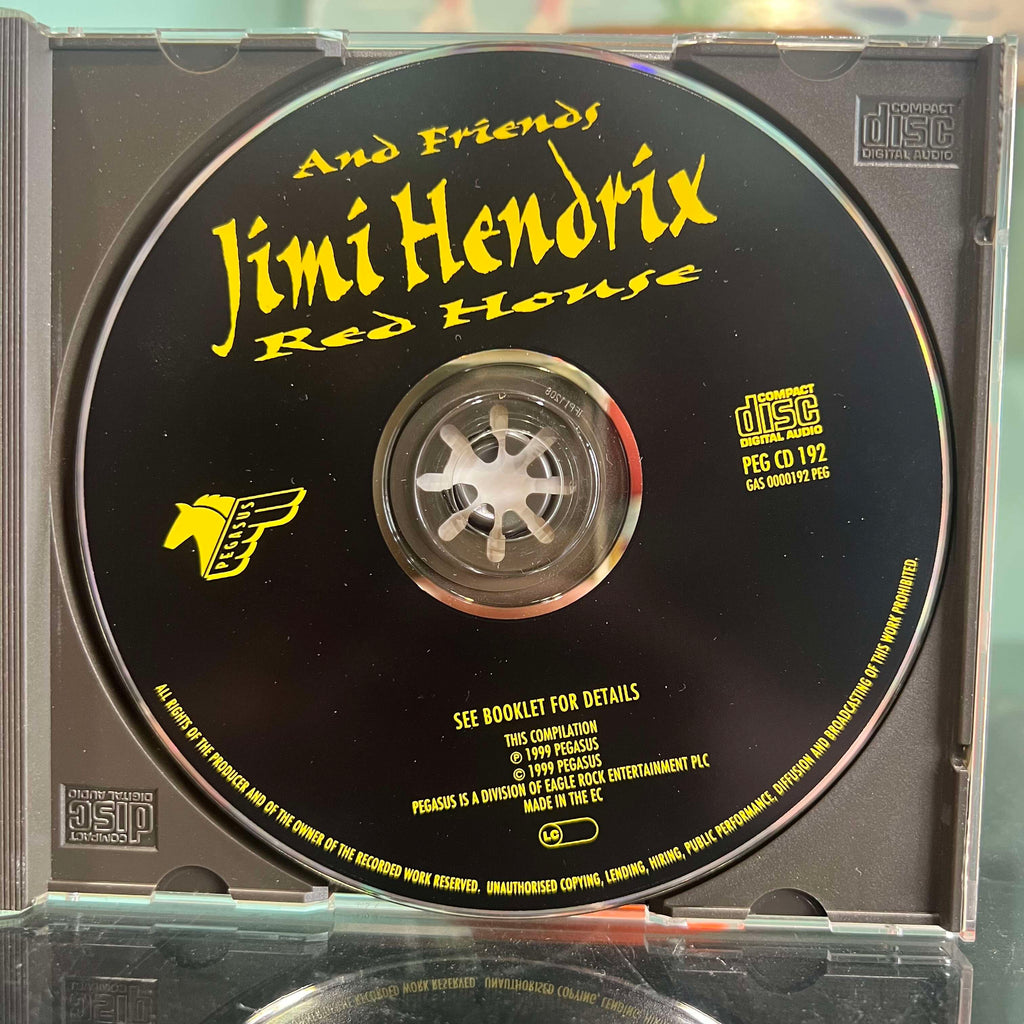 And Friends
Jimi Hendrix
Red House
COMPACT
disc
DIGITAL AUDIO
COMPACT
disc
DIGITAL AUDIO
PEG CD 192
GAS 0000192 PEG
PEGASUS
SEE BOOKLET FOR DETAILS
THIS COMPILATION
℗ 1999 PEGASUS
© 1999 PEGASUS
PEGASUS IS A DIVISION OF EAGLE ROCK ENTERTAINMENT PLC
MADE IN THE EC
LC
ALL RIGHTS OF THE PRODUCER AND OF THE OWNER OF THE RECORDED WORK RESERVED. UNAUTHORISED COPYING, LENDING, HIRING, PUBLIC PERFORMANCE, DIFFUSION AND BROADCASTING OF THIS WORK PROHIBITED.
COMPACT
disc
DIGITAL AUDIO